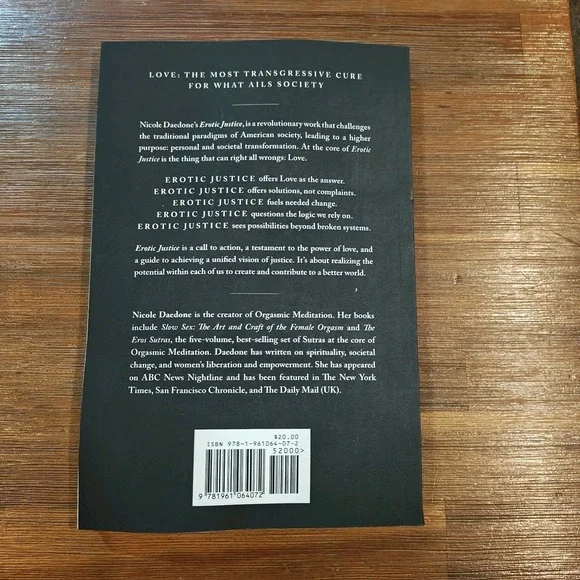 LOVE: THE MOST TRANSGRESSIVE CURE
FOR WHAT AILS SOCIETY
Nicole Daedone's Erotic Justice, is a revolutionary work that challenges
the traditional paradigms of American society, leading to a higher
purpose: personal and societal transformation. At the core of Erotic
Justice is the thing that can right all wrongs: Love.
EROTIC JUSTICE offers Love as the answer.
EROTIC JUSTICE offers solutions, not complaints.
EROTIC JUSTICE fuels needed change.
EROTIC JUSTICE questions the logic we rely on.
EROTIC JUSTICE sees possibilities beyond broken systems.
Erotic Justice is a call to action, a testament to the power of love, and
a guide to achieving a unified vision of justice. It's about realizing the
potential within each of us to create and contribute to a better world.
Nicole Daedone is the creator of Orgasmic Meditation. Her books
include Slow Sex: The Art and Craft of the Female Orgasm and The
Eros Sutras, the five-volume, best-selling set of Sutras at the core of
Orgasmic Meditation. Daedone has written on spirituality, societal
change, and women's liberation and empowerment. She has appeared
on ABC News Nightline and has been featured in The New York
Times, San Francisco Chronicle, and The Daily Mail (UK).
$20.00
ISBN 978-1-961064-07-2
52000>
9 781961 064072